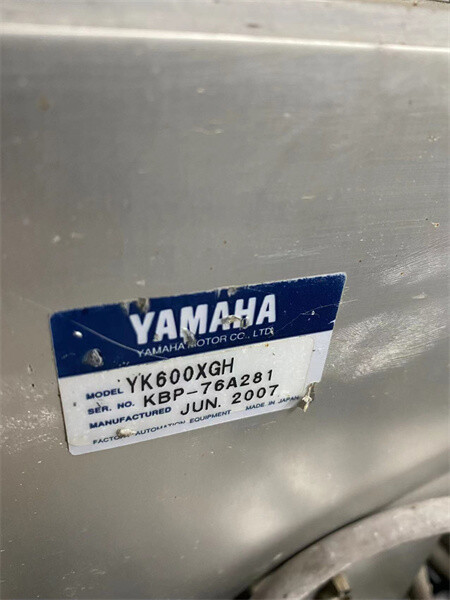 YAMAHA
YAMAHA MOTOR CO., LTD.
MODEL YK600XGH
SER. NO. KBP-76A281
MANUFACTURED JUN. 2007
FACTORY AUTOMATION EQUIPMENT MADE IN JAPAN